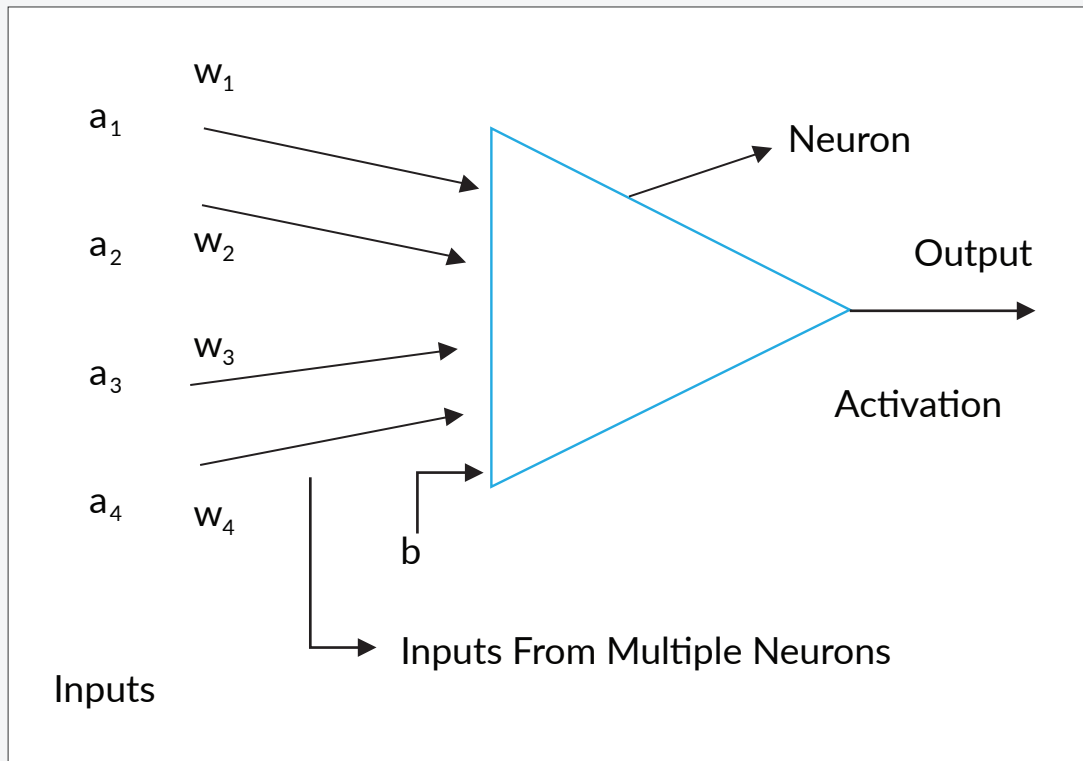 w₁
a₁
Neuron
a₂
w₂
Output
w₃
a₃
Activation
a₄
w₄
b
Inputs From Multiple Neurons
Inputs